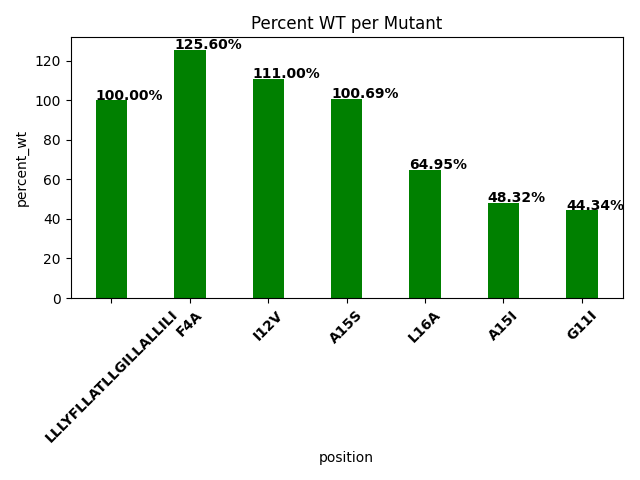 Percent WT per Mutant
percent_wt
120
100
80
60
40
20
0
100.00%
125.60%
111.00%
100.69%
64.95%
48.32%
44.34%
LLLYFLLATLLGILLALLILI
F4A
I12V
A15S
L16A
A15I
G11I
position